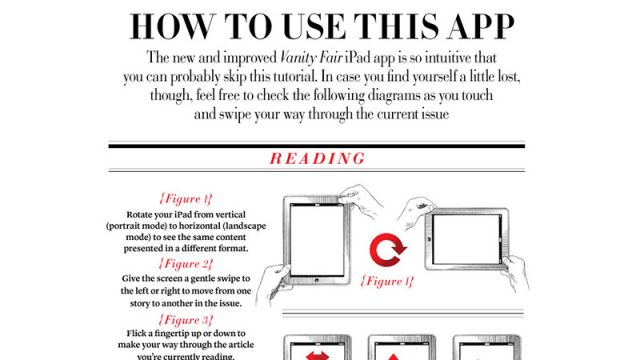 HOW TO USE THIS APP
The new and improved Vanity Fair iPad app is so intuitive that
you can probably skip this tutorial. In case you find yourself a little lost,
though, feel free to check the following diagrams as you touch
and swipe your way through the current issue
READING
{Figure 1}
Rotate your iPad from vertical
(portrait mode) to horizontal (landscape
mode) to see the same content
presented in a different format.
{Figure 2}
Give the screen a gentle swipe to
the left or right to move from one
story to another in the issue.
{Figure 3}
Flick a fingertip up or down to
make your way through the article
you're currently reading.
{Figure 1}